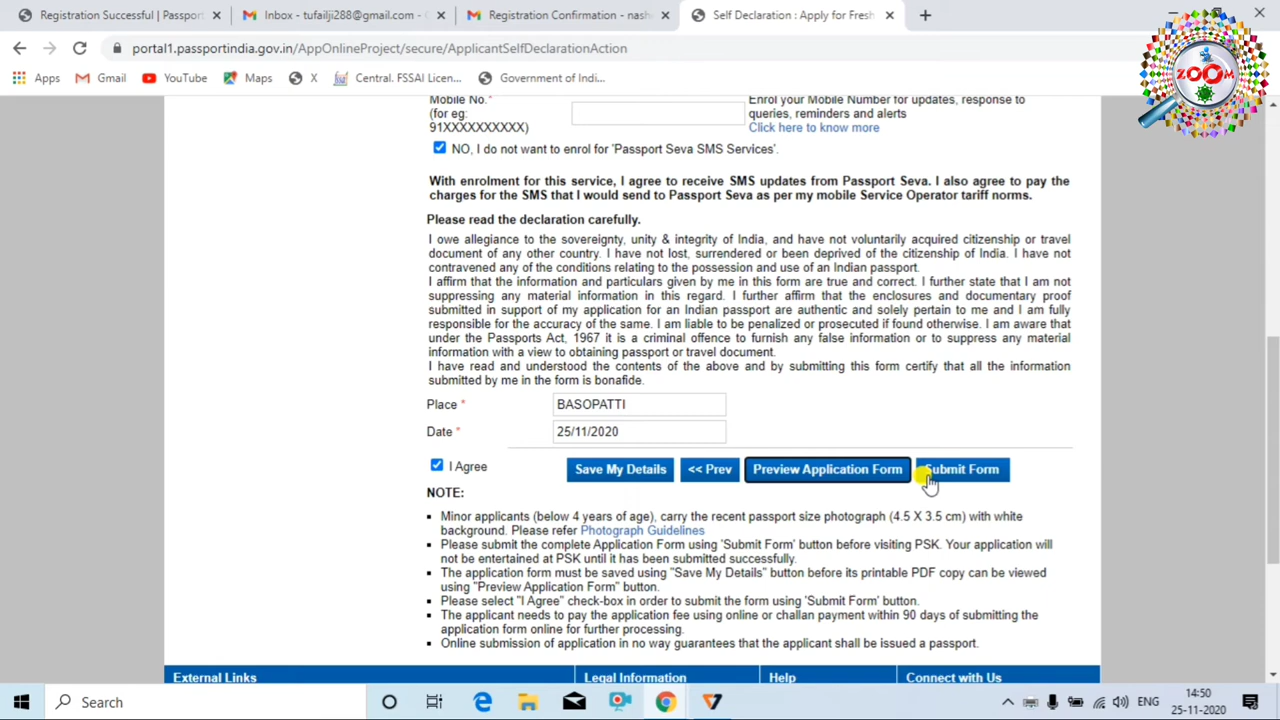 Registration Successful | Passport
Inbox - tufailji288@gmail.com -
Registration Confirmation - nash
Self Declaration : Apply for Fresh
portal1.passportindia.gov.in/AppOnlineProject/secure/ApplicantSelfDeclarationAction
Apps Gmail YouTube Maps X Central. FSSAI Licen... Government of Indi...
ZOOM
Mobile No.*
(for eg:
91XXXXXXXXXX)
Enrol your Mobile Number for updates, response to
queries, reminders and alerts
Click here to know more
NO, I do not want to enrol for 'Passport Seva SMS Services'.
With enrolment for this service, I agree to receive SMS updates from Passport Seva. I also agree to pay the
charges for the SMS that I would send to Passport Seva as per my mobile Service Operator tariff norms.
Please read the declaration carefully.
I owe allegiance to the sovereignty, unity & integrity of India, and have not voluntarily acquired citizenship or travel
document of any other country. I have not lost, surrendered or been deprived of the citizenship of India. I have not
contravened any of the conditions relating to the possession and use of an Indian passport.
I affirm that the information and particulars given by me in this form are true and correct. I further state that I am not
suppressing any material information in this regard. I further affirm that the enclosures and documentary proof
submitted in support of my application for an Indian passport are authentic and solely pertain to me and I am fully
responsible for the accuracy of the same. I am liable to be penalized or prosecuted if found otherwise. I am aware that
under the Passports Act, 1967 it is a criminal offence to furnish any false information or to suppress any material
information with a view to obtaining passport or travel document.
I have read and understood the contents of the above and by submitting this form certify that all the information
submitted by me in the form is bonafide.
Place * BASOPATTI
Date * 25/11/2020
I Agree Save My Details << Prev Preview Application Form Submit Form
NOTE:
Minor applicants (below 4 years of age), carry the recent passport size photograph (4.5 X 3.5 cm) with white
background. Please refer Photograph Guidelines
Please submit the complete Application Form using 'Submit Form' button before visiting PSK. Your application will
not be entertained at PSK until it has been submitted successfully.
The application form must be saved using "Save My Details" button before its printable PDF copy can be viewed
using "Preview Application Form" button.
Please select "I Agree" check-box in order to submit the form using 'Submit Form' button.
The applicant needs to pay the application fee using online or challan payment within 90 days of submitting the
application form online for further processing.
Online submission of application in no way guarantees that the applicant shall be issued a passport.
External Links Legal Information Help Connect with Us
Search
ENG
14:50
25-11-2020